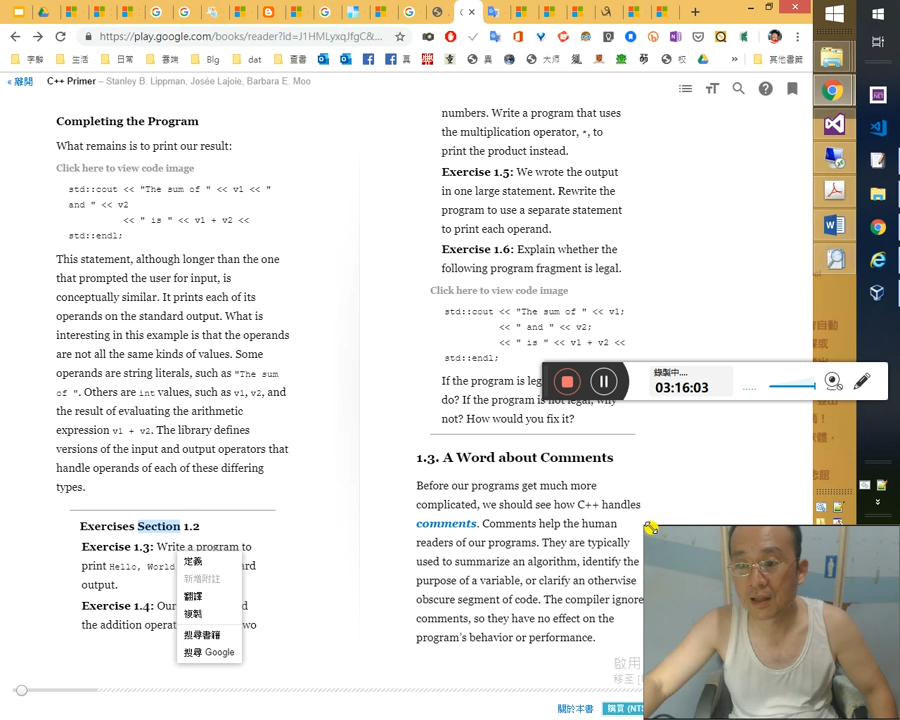 https://play.google.com/books/reader?id=J1HMLyxqJfgC&...
字幕 生活 日常 雲端 Blg dat 查書 真 異 大师 权 » 其他書籤
« 離開 C++ Primer – Stanley B. Lippman, Josée Lajoie, Barbara E. Moo
Completing the Program
What remains is to print our result:
Click here to view code image
std::cout << "The sum of " << v1 << "
and " << v2
<< " is " << v1 + v2 <<
std::endl;
This statement, although longer than the one
that prompted the user for input, is
conceptually similar. It prints each of its
operands on the standard output. What is
interesting in this example is that the operands
are not all the same kinds of values. Some
operands are string literals, such as "The sum
of ". Others are int values, such as v1, v2, and
the result of evaluating the arithmetic
expression v1 + v2. The library defines
versions of the input and output operators that
handle operands of each of these differing
types.
Exercises Section 1.2
Exercise 1.3: Write a program to
print Hello, World ard
output.
Exercise 1.4: Our d
the addition operat wo
定義
新增附註
翻譯
複製
搜尋書籍
搜尋 Google
numbers. Write a program that uses
the multiplication operator, *, to
print the product instead.
Exercise 1.5: We wrote the output
in one large statement. Rewrite the
program to use a separate statement
to print each operand.
Exercise 1.6: Explain whether the
following program fragment is legal.
Click here to view code image
std::cout << "The sum of " << v1;
<< " and " << v2;
<< " is " << v1 + v2 <<
std::endl;
If the program is leg
do? If the program is not legal, why
not? How would you fix it?
錄製中....
03:16:03
1.3. A Word about Comments
Before our programs get much more
complicated, we should see how C++ handles
comments. Comments help the human
readers of our programs. They are typically
used to summarize an algorithm, identify the
purpose of a variable, or clarify an otherwise
obscure segment of code. The compiler ignore
comments, so they have no effect on the
program's behavior or performance.
啟用
移至 [
關於本書 購買 (NT$